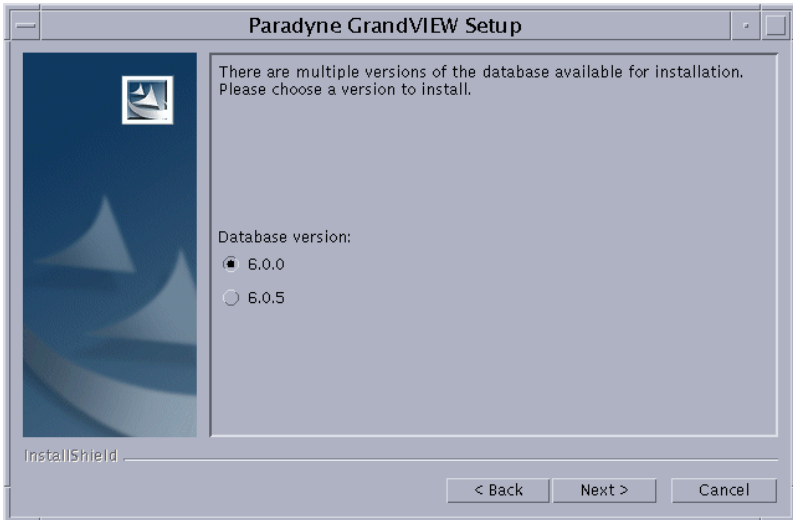 Paradyne GrandVIEW Setup
There are multiple versions of the database available for installation.
Please choose a version to install.
Database version:
6.0.0
6.0.5
InstallShield
< Back
Next >
Cancel